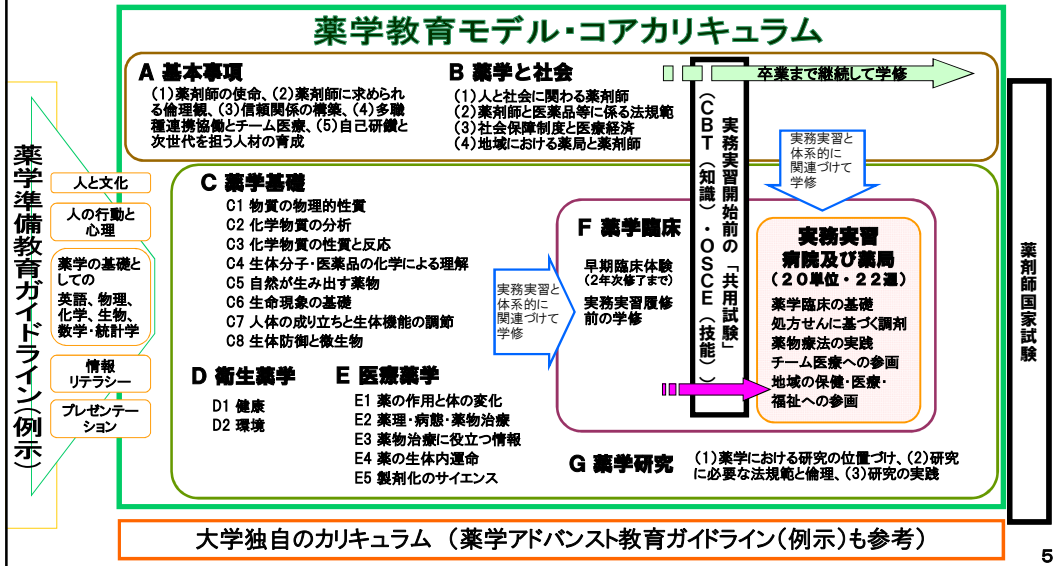 薬学教育モデル・コアカリキュラム
A 基本事項
(1)薬剤師の使命、(2)薬剤師に求められ
る倫理観、(3)信頼関係の構築、(4)多職
種連携協働とチーム医療、(5)自己研鑽と
次世代を担う人材の育成
B 薬学と社会
(1)人と社会に関わる薬剤師
(2)薬剤師と医薬品等に係る法規範
(3)社会保障制度と医療経済
(4)地域における薬局と薬剤師
卒業まで継続して学修
薬学準備教育ガイドライン(例示)
人と文化
人の行動と
心理
薬学の基礎と
しての
英語、物理、
化学、生物、
数学・統計学
情報
リテラシー
プレゼンテー
ション
C 薬学基礎
C1 物質の物理的性質
C2 化学物質の分析
C3 化学物質の性質と反応
C4 生体分子・医薬品の化学による理解
C5 自然が生み出す薬物
C6 生命現象の基礎
C7 人体の成り立ちと生体機能の調節
C8 生体防御と微生物
D 衛生薬学
D1 健康
D2 環境
E 医療薬学
E1 薬の作用と体の変化
E2 薬理・病態・薬物治療
E3 薬物治療に役立つ情報
E4 薬の生体内運命
E5 製剤化のサイエンス
実務実習と
体系的に
関連づけて
学修
F 薬学臨床
早期臨床体験
(2年次修了まで)
実務実習履修
前の学修
実務実習開始前の「共用試験」
(CBT(知識)・OSCE(技能))
実務実習と
体系的に
関連づけて
学修
実務実習
病院及び薬局
(20単位・22週)
薬学臨床の基礎
処方せんに基づく調剤
薬物療法の実践
チーム医療への参画
地域の保健・医療・
福祉への参画
G 薬学研究
(1)薬学における研究の位置づけ、(2)研究
に必要な法規範と倫理、(3)研究の実践
薬剤師国家試験
大学独自のカリキュラム (薬学アドバンスト教育ガイドライン(例示)も参考)
5